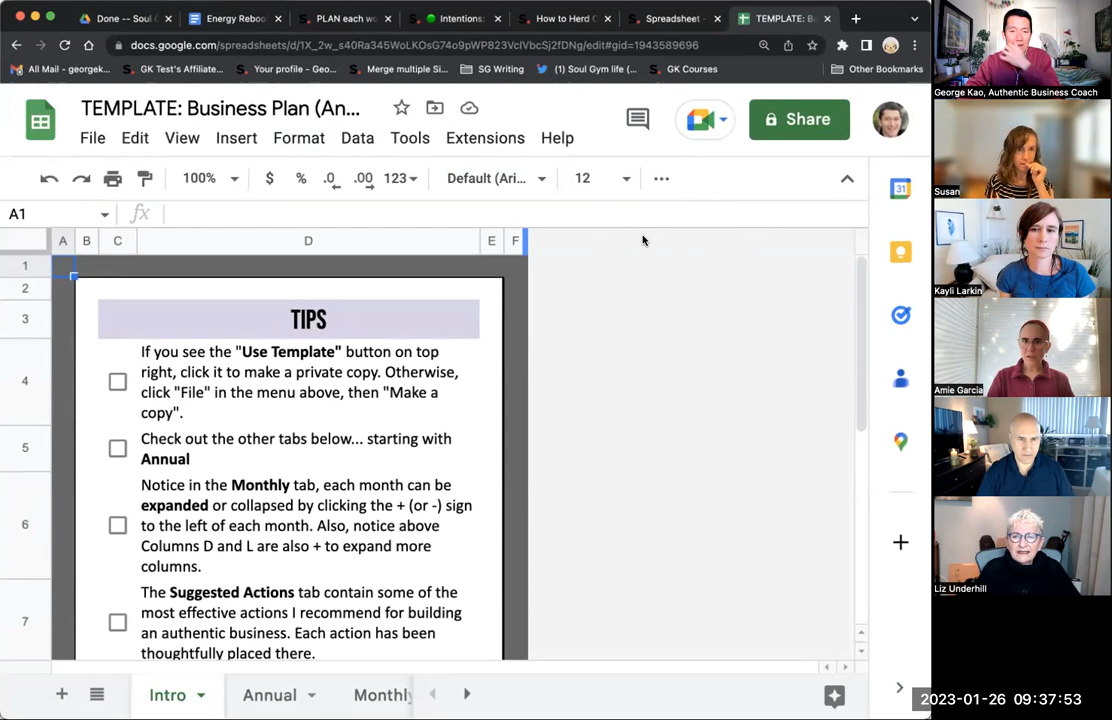 Done -- Soul G
Energy Reboo
PLAN each wo
Intentions:
How to Herd C
Spreadsheet -
TEMPLATE: Bu
docs.google.com/spreadsheets/d/1X_2w_s40Ra345WoLKOsG74o9pWP823VcIVbcSj2fDNg/edit#gid=1943589696
All Mail - georgek...
GK Test's Affiliate...
Your profile - Geo...
Merge multiple Si...
SG Writing
(1) Soul Gym life (...
GK Courses
Other Bookmarks
TEMPLATE: Business Plan (An...
File Edit View Insert Format Data Tools Extensions Help
Share
100% $ % .0 .00 123 Default (Ari... 12
A1 fx
A B C D E F
1
2
3 TIPS
If you see the "Use Template" button on top
right, click it to make a private copy. Otherwise,
4
click "File" in the menu above, then "Make a
copy".
Check out the other tabs below... starting with
5
Annual
Notice in the Monthly tab, each month can be
expanded or collapsed by clicking the + (or -) sign
6
to the left of each month. Also, notice above
Columns D and L are also + to expand more
columns.
The Suggested Actions tab contain some of the
most effective actions I recommend for building
7
an authentic business. Each action has been
thoughtfully placed there.
Intro Annual Monthly
31
George Kao, Authentic Business Coach
Susan
Kayli Larkin
Amie Garcia
Liz Underhill
2023-01-26 09:37:53